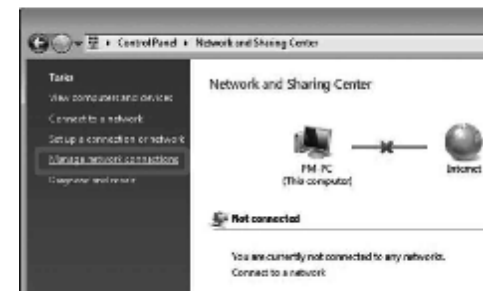 Control Panel ▸ Network and Sharing Center
Tasks
View computers and devices
Connect to a network
Set up a connection or network
Manage network connections
Diagnose and repair
Network and Sharing Center
PM-PC
(This computer)
Internet
Not connected
You are currently not connected to any networks.
Connect to a network